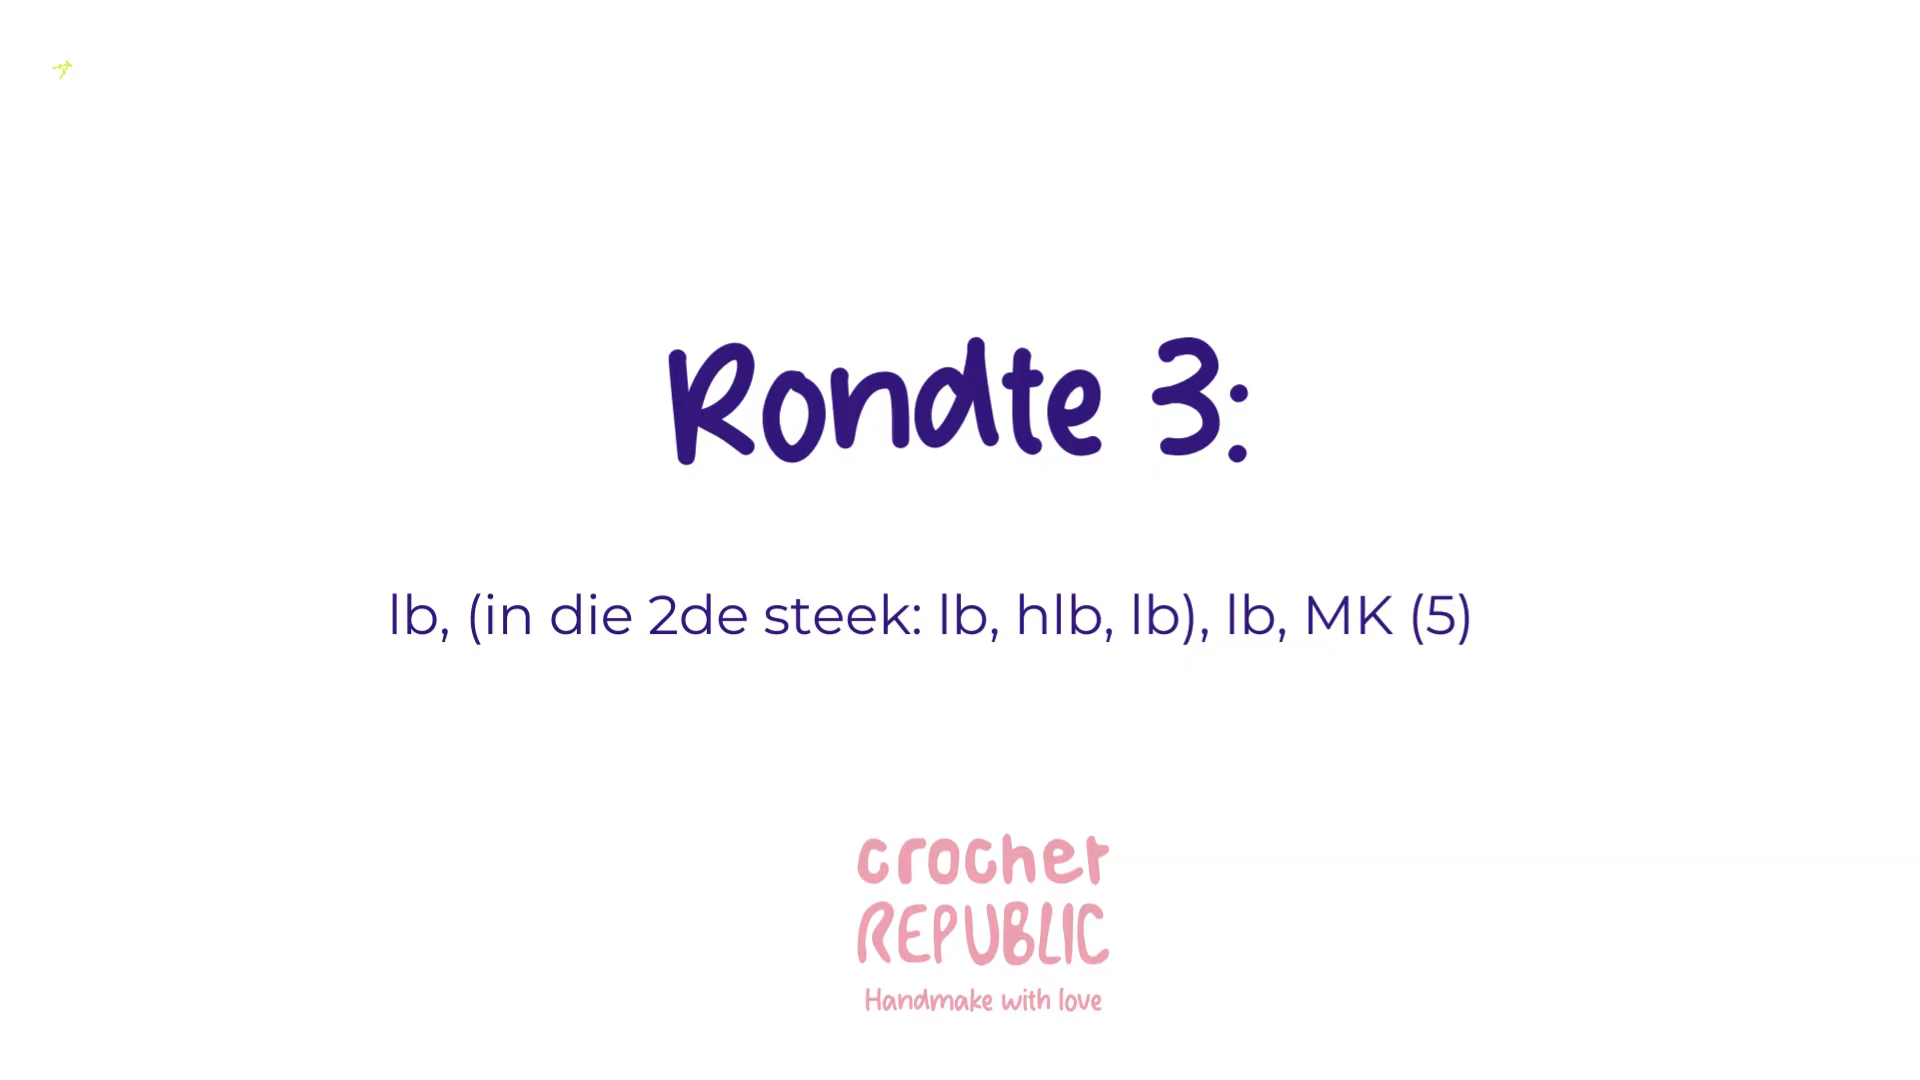 Rondte 3:
lb, (in die 2de steek: lb, hlb, lb), lb, MK (5)
crochet
REPUBLIC
Handmake with love